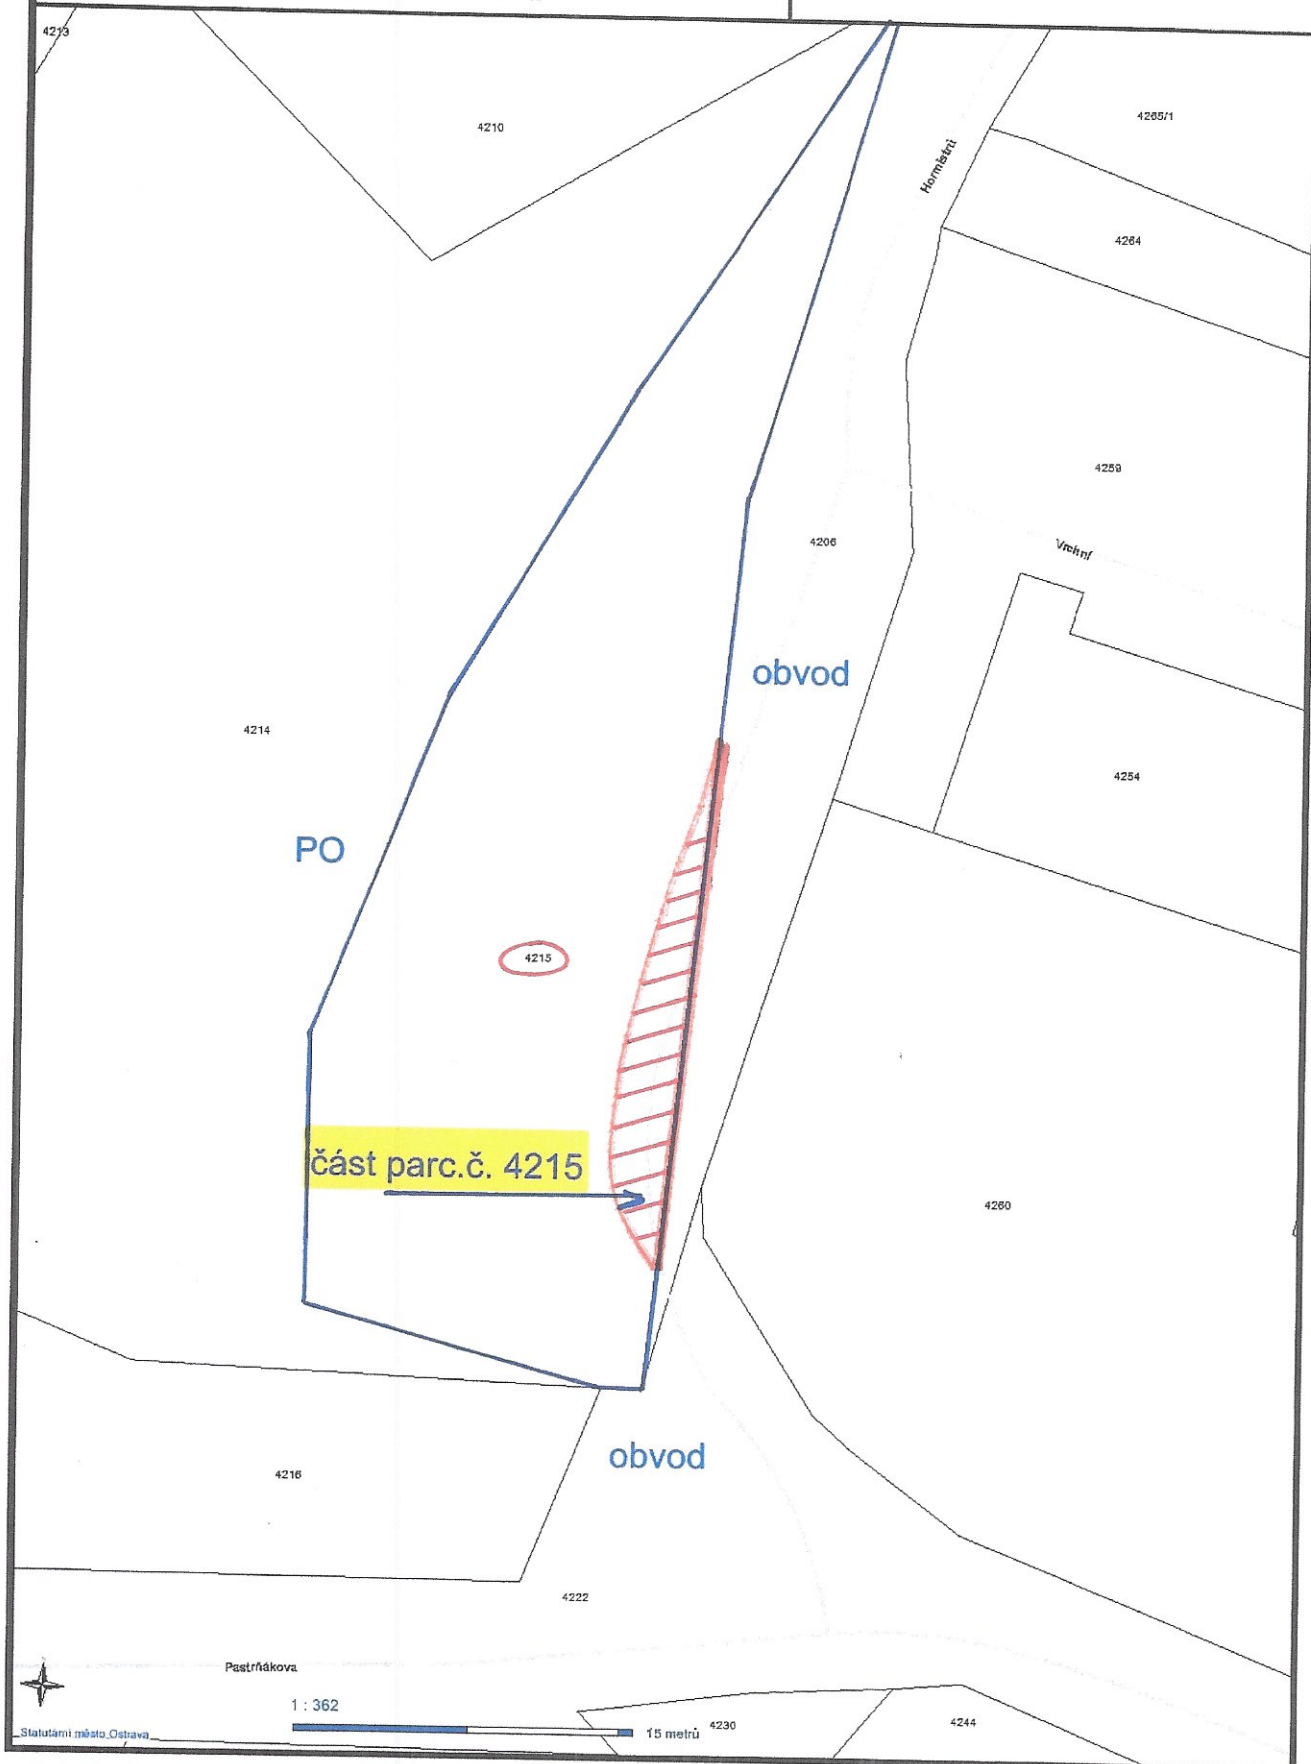 4213
4210
4265/1
Hormistrů
4264
4259
4206
Vrchní
obvod
4214
4254
PO
4215
část parc.č. 4215
4260
obvod
4216
4222
Pastrňákova
1 : 362
15 metrů
4230
4244
Statutární město Ostrava